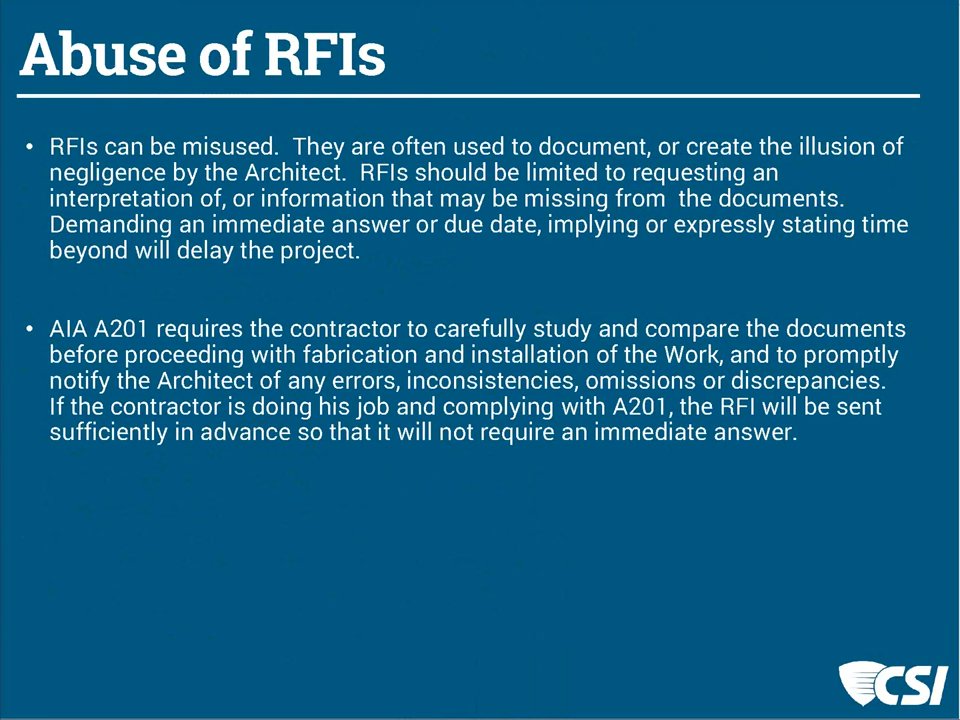 Abuse of RFIs
• RFIs can be misused.  They are often used to document, or create the illusion of
negligence by the Architect.  RFIs should be limited to requesting an
interpretation of, or information that may be missing from  the documents.
Demanding an immediate answer or due date, implying or expressly stating time
beyond will delay the project.
• AIA A201 requires the contractor to carefully study and compare the documents
before proceeding with fabrication and installation of the Work, and to promptly
notify the Architect of any errors, inconsistencies, omissions or discrepancies.
If the contractor is doing his job and complying with A201, the RFI will be sent
sufficiently in advance so that it will not require an immediate answer.
CSI